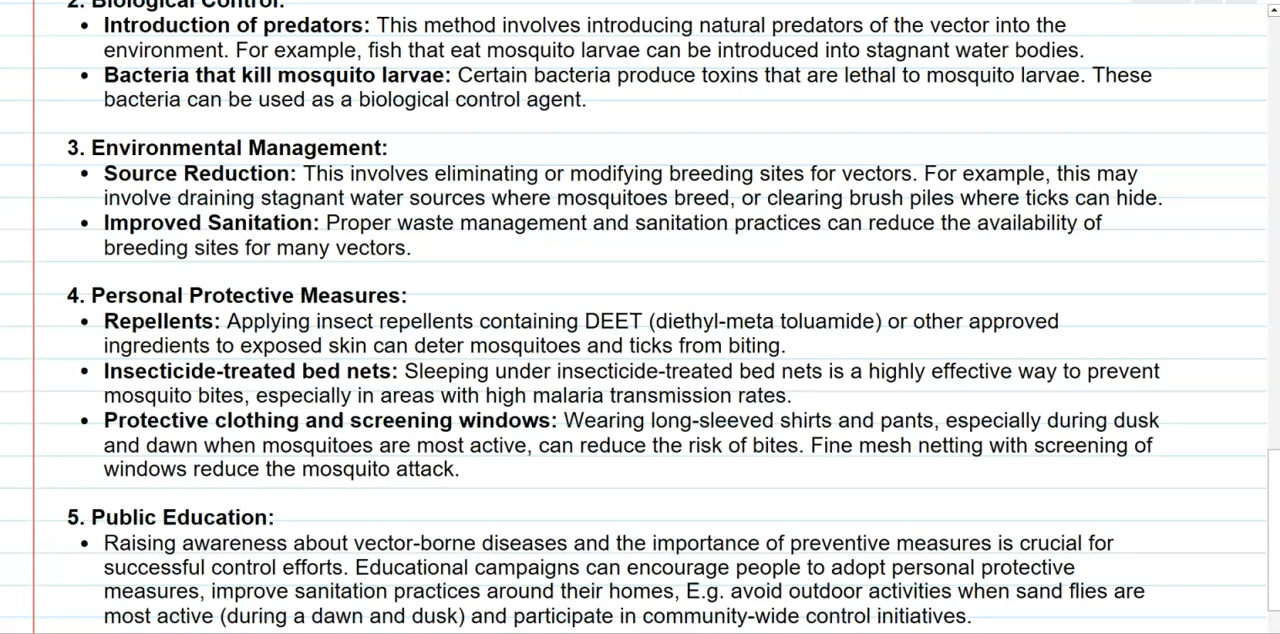 2. Biological Control:
• Introduction of predators: This method involves introducing natural predators of the vector into the
environment. For example, fish that eat mosquito larvae can be introduced into stagnant water bodies.
• Bacteria that kill mosquito larvae: Certain bacteria produce toxins that are lethal to mosquito larvae. These
bacteria can be used as a biological control agent.
3. Environmental Management:
• Source Reduction: This involves eliminating or modifying breeding sites for vectors. For example, this may
involve draining stagnant water sources where mosquitoes breed, or clearing brush piles where ticks can hide.
• Improved Sanitation: Proper waste management and sanitation practices can reduce the availability of
breeding sites for many vectors.
4. Personal Protective Measures:
• Repellents: Applying insect repellents containing DEET (diethyl-meta toluamide) or other approved
ingredients to exposed skin can deter mosquitoes and ticks from biting.
• Insecticide-treated bed nets: Sleeping under insecticide-treated bed nets is a highly effective way to prevent
mosquito bites, especially in areas with high malaria transmission rates.
• Protective clothing and screening windows: Wearing long-sleeved shirts and pants, especially during dusk
and dawn when mosquitoes are most active, can reduce the risk of bites. Fine mesh netting with screening of
windows reduce the mosquito attack.
5. Public Education:
• Raising awareness about vector-borne diseases and the importance of preventive measures is crucial for
successful control efforts. Educational campaigns can encourage people to adopt personal protective
measures, improve sanitation practices around their homes, E.g. avoid outdoor activities when sand flies are
most active (during a dawn and dusk) and participate in community-wide control initiatives.